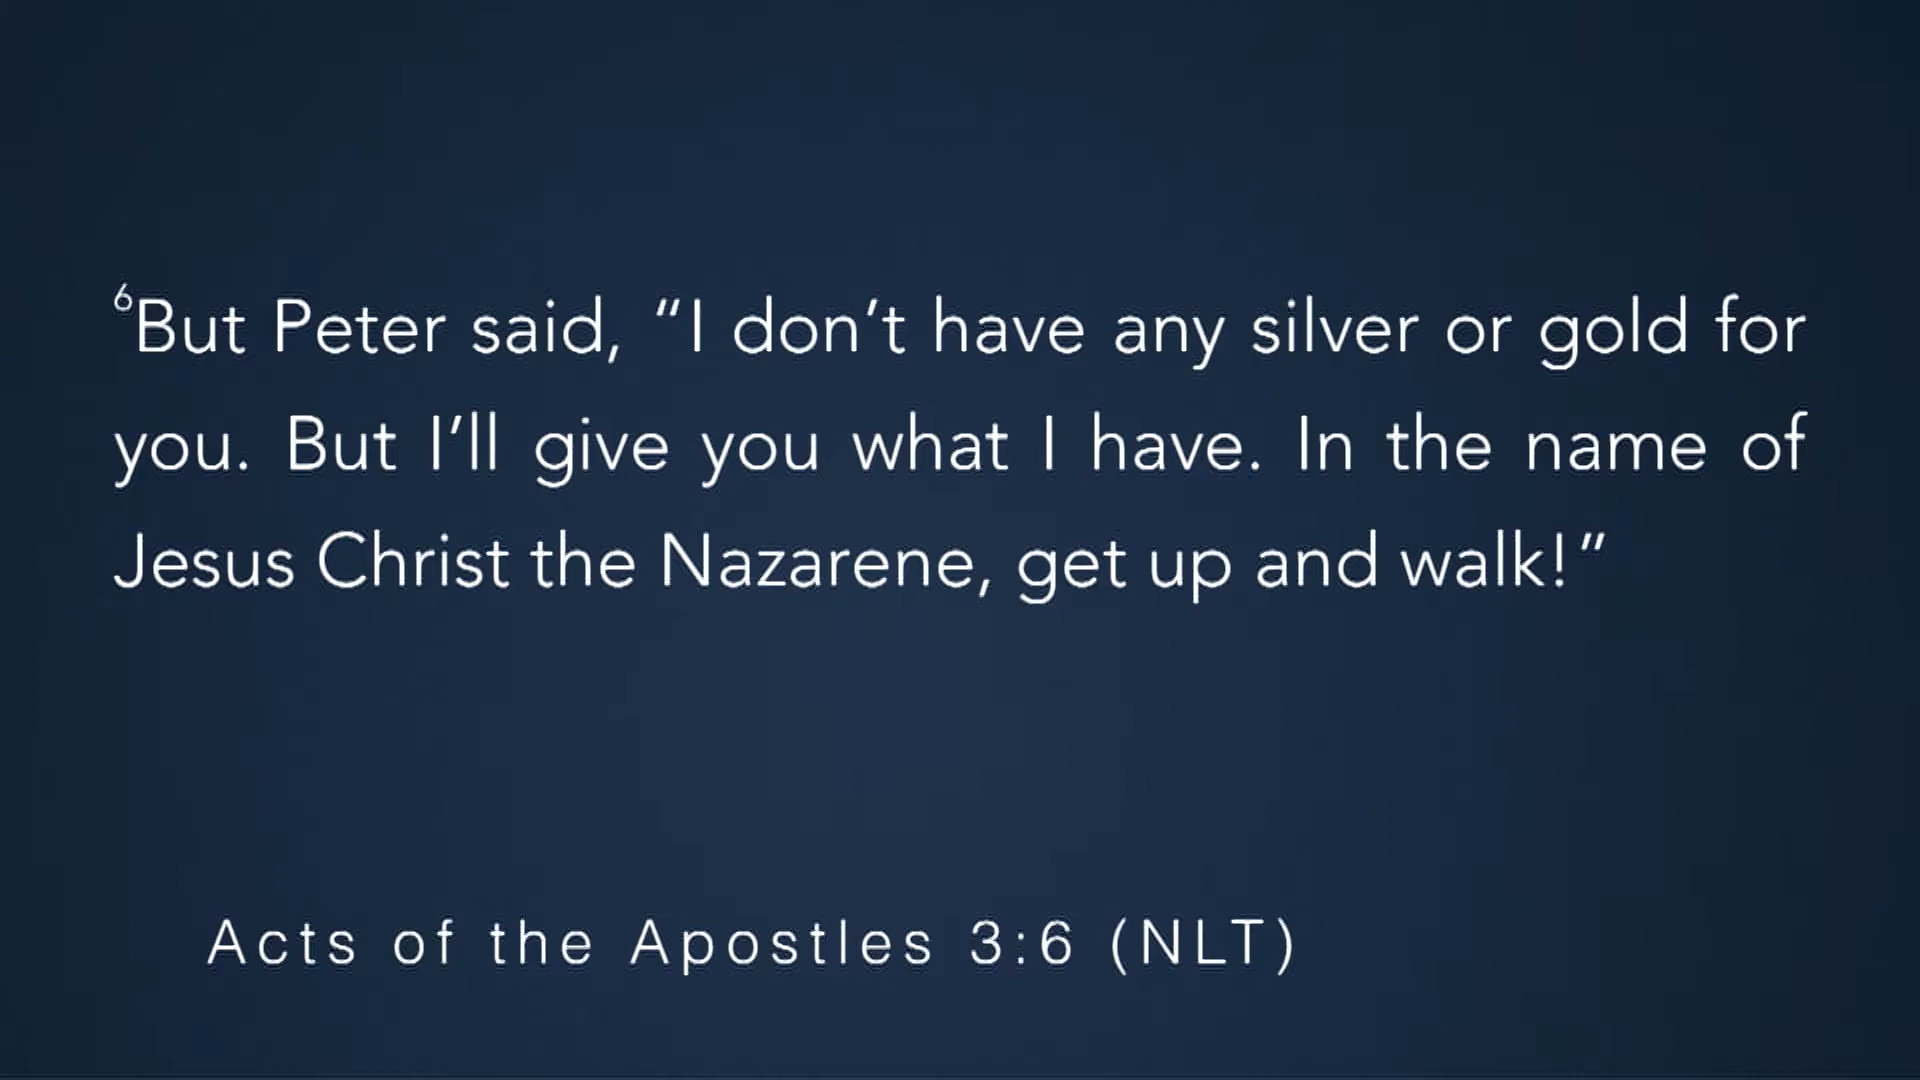 ⁶But Peter said, “I don’t have any silver or gold for
you. But I’ll give you what I have. In the name of
Jesus Christ the Nazarene, get up and walk!”
Acts of the Apostles 3:6 (NLT)